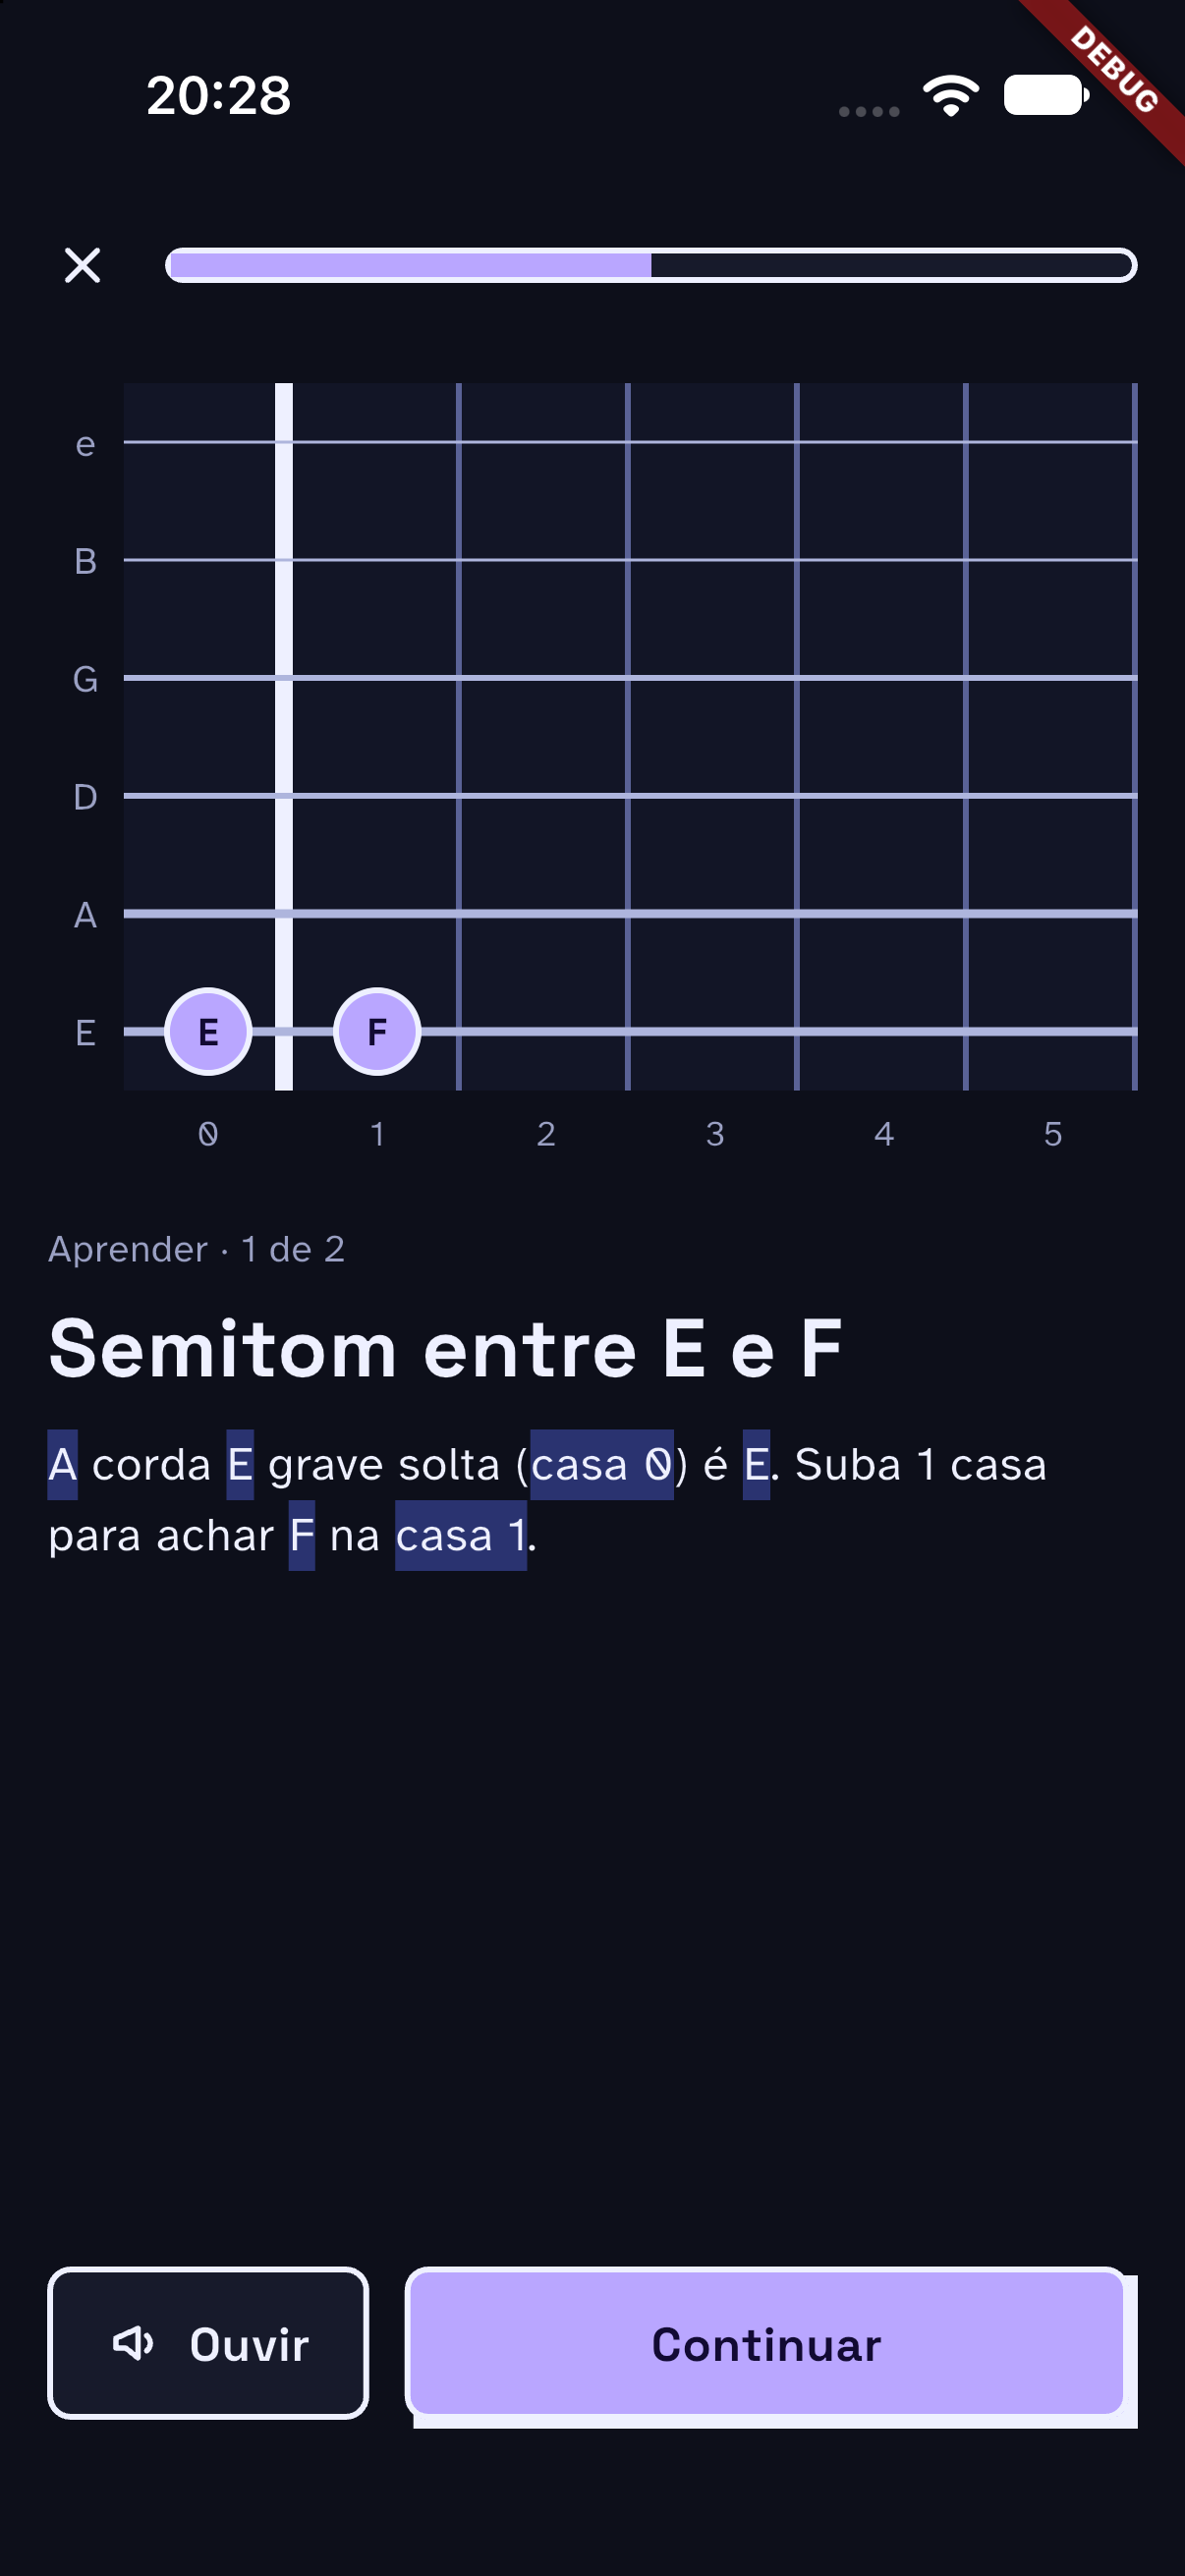 20:28
DEBUG
e
B
G
D
A
E
E
F
0
1
2
3
4
5
Aprender · 1 de 2
Semitom entre E e F
A corda E grave solta (casa 0) é E. Suba 1 casa
para achar F na casa 1.
Ouvir
Continuar